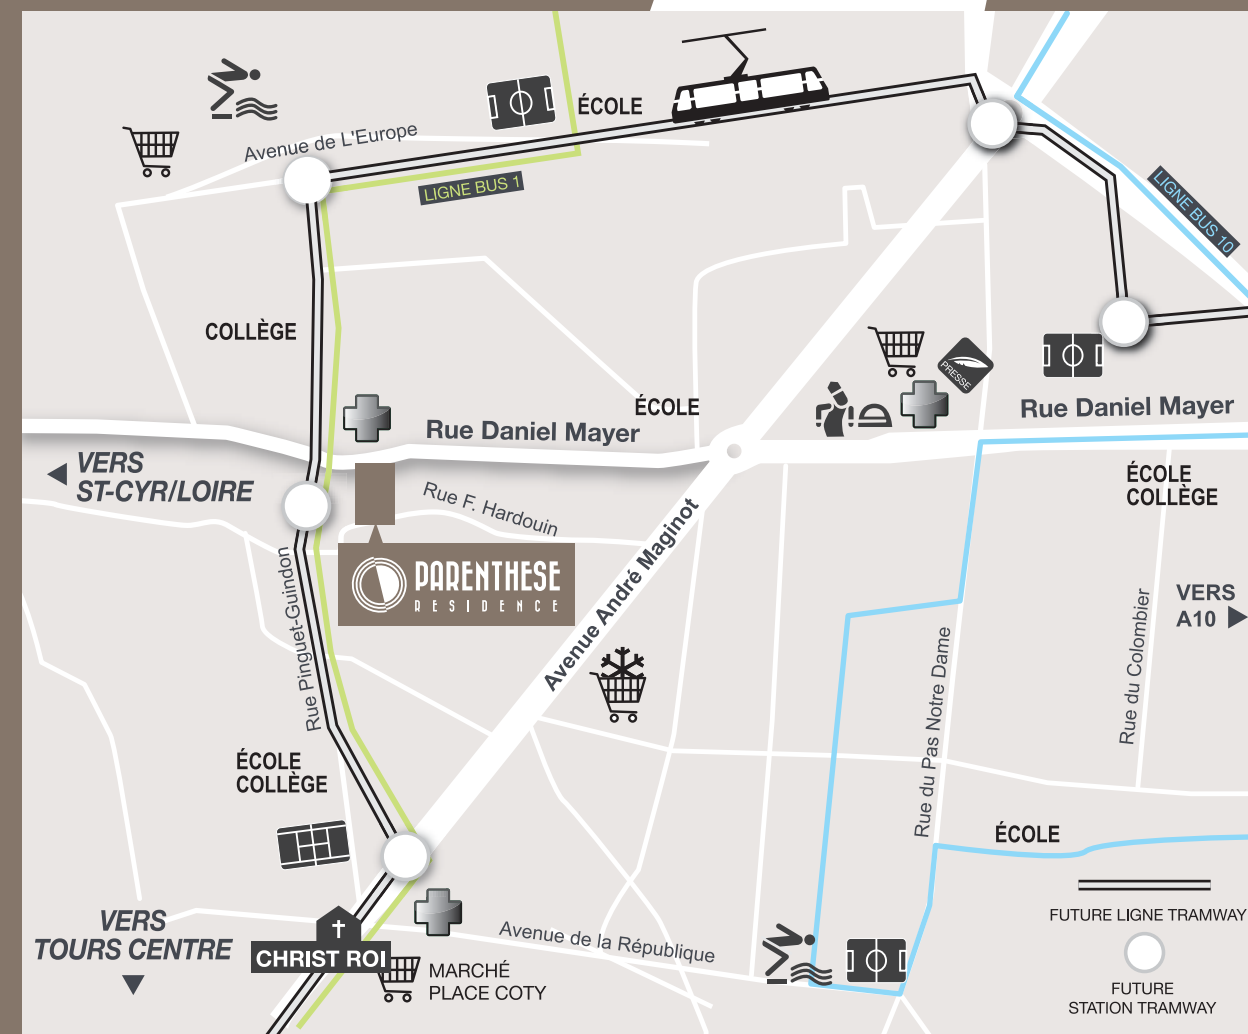 ÉCOLE
Avenue de L'Europe
LIGNE BUS 1
LIGNE BUS 10
COLLÈGE
PRESSE
ÉCOLE
Rue Daniel Mayer
Rue Daniel Mayer
VERS
ST-CYR/LOIRE
Rue F. Hardouin
ÉCOLE
COLLÈGE
PARENTHESE
RESIDENCE
Avenue André Maginot
Rue Pinguet-Guindon
VERS
A10
Rue du Colombier
Rue du Pas Notre Dame
ÉCOLE
COLLÈGE
ÉCOLE
VERS
TOURS CENTRE
CHRIST ROI
MARCHÉ
PLACE COTY
Avenue de la République
FUTURE LIGNE TRAMWAY
FUTURE
STATION TRAMWAY